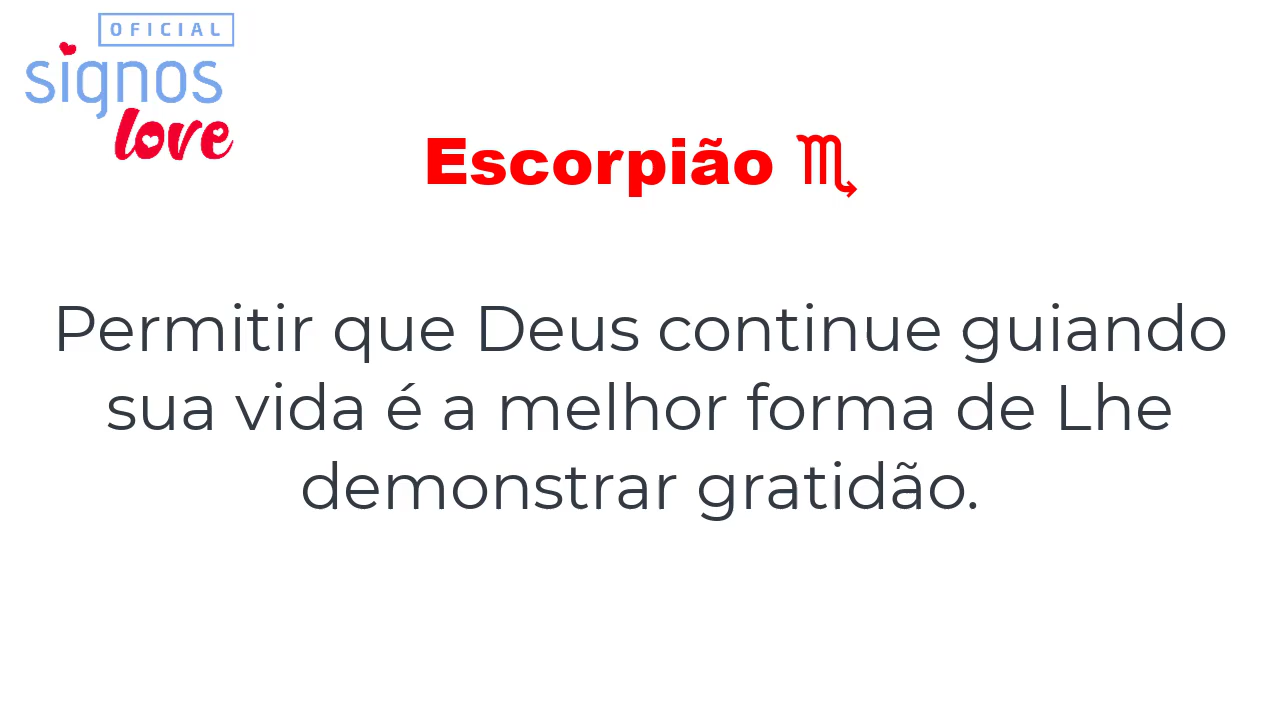 OFICIAL
signos
love
Escorpião ♏
Permitir que Deus continue guiando
sua vida é a melhor forma de Lhe
demonstrar gratidão.